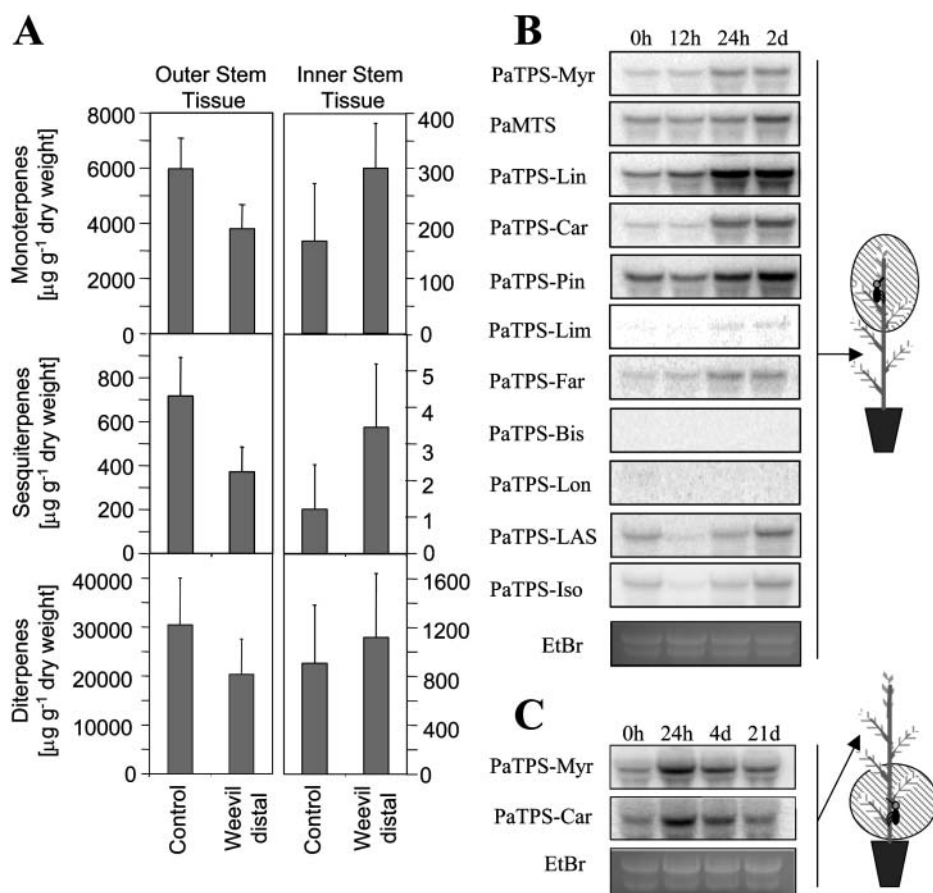 A
Outer Stem
Tissue
Inner Stem
Tissue
Monoterpenes
[µg g-1 dry weight]
8000
6000
4000
2000
0
400
300
200
100
0
Sesquiterpenes
[µg g-1 dry weight]
800
600
400
200
0
5
4
3
2
1
0
Diterpenes
[µg g-1 dry weight]
40000
30000
20000
10000
0
1600
1200
800
400
0
Control
Weevil
distal
Control
Weevil
distal
B
0h 12h 24h 2d
PaTPS-Myr
PaMTS
PaTPS-Lin
PaTPS-Car
PaTPS-Pin
PaTPS-Lim
PaTPS-Far
PaTPS-Bis
PaTPS-Lon
PaTPS-LAS
PaTPS-Iso
EtBr
C
0h 24h 4d 21d
PaTPS-Myr
PaTPS-Car
EtBr